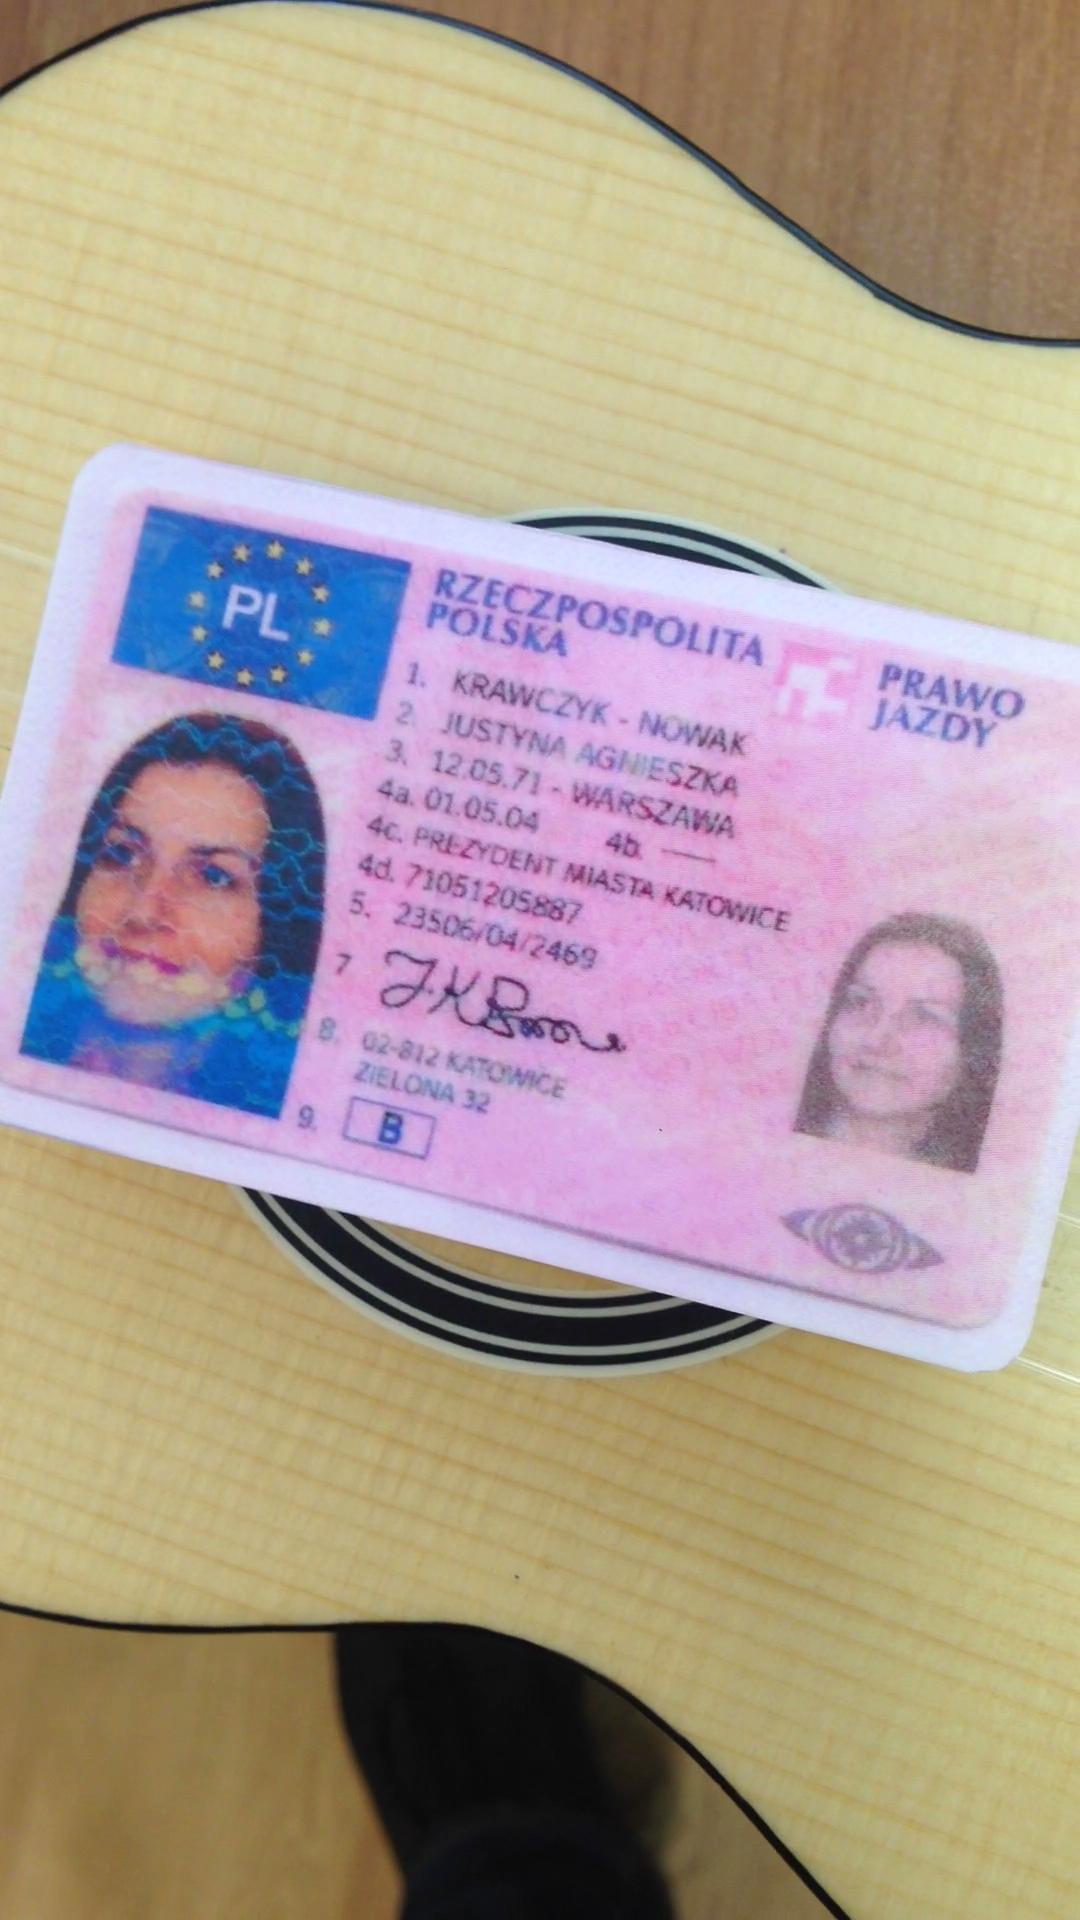 PL
RZECZPOSPOLITA
POLSKA
PRAWO
JAZDY
1. KRAWCZYK - NOWAK
2. JUSTYNA AGNIESZKA
3. 12.05.71 - WARSZAWA
4a. 01.05.04 4b. —
4c. PREZYDENT MIASTA KATOWICE
4d. 71051205887
5. 23506/04/2469
7
8. 02-812 KATOWICE
ZIELONA 32
9. B